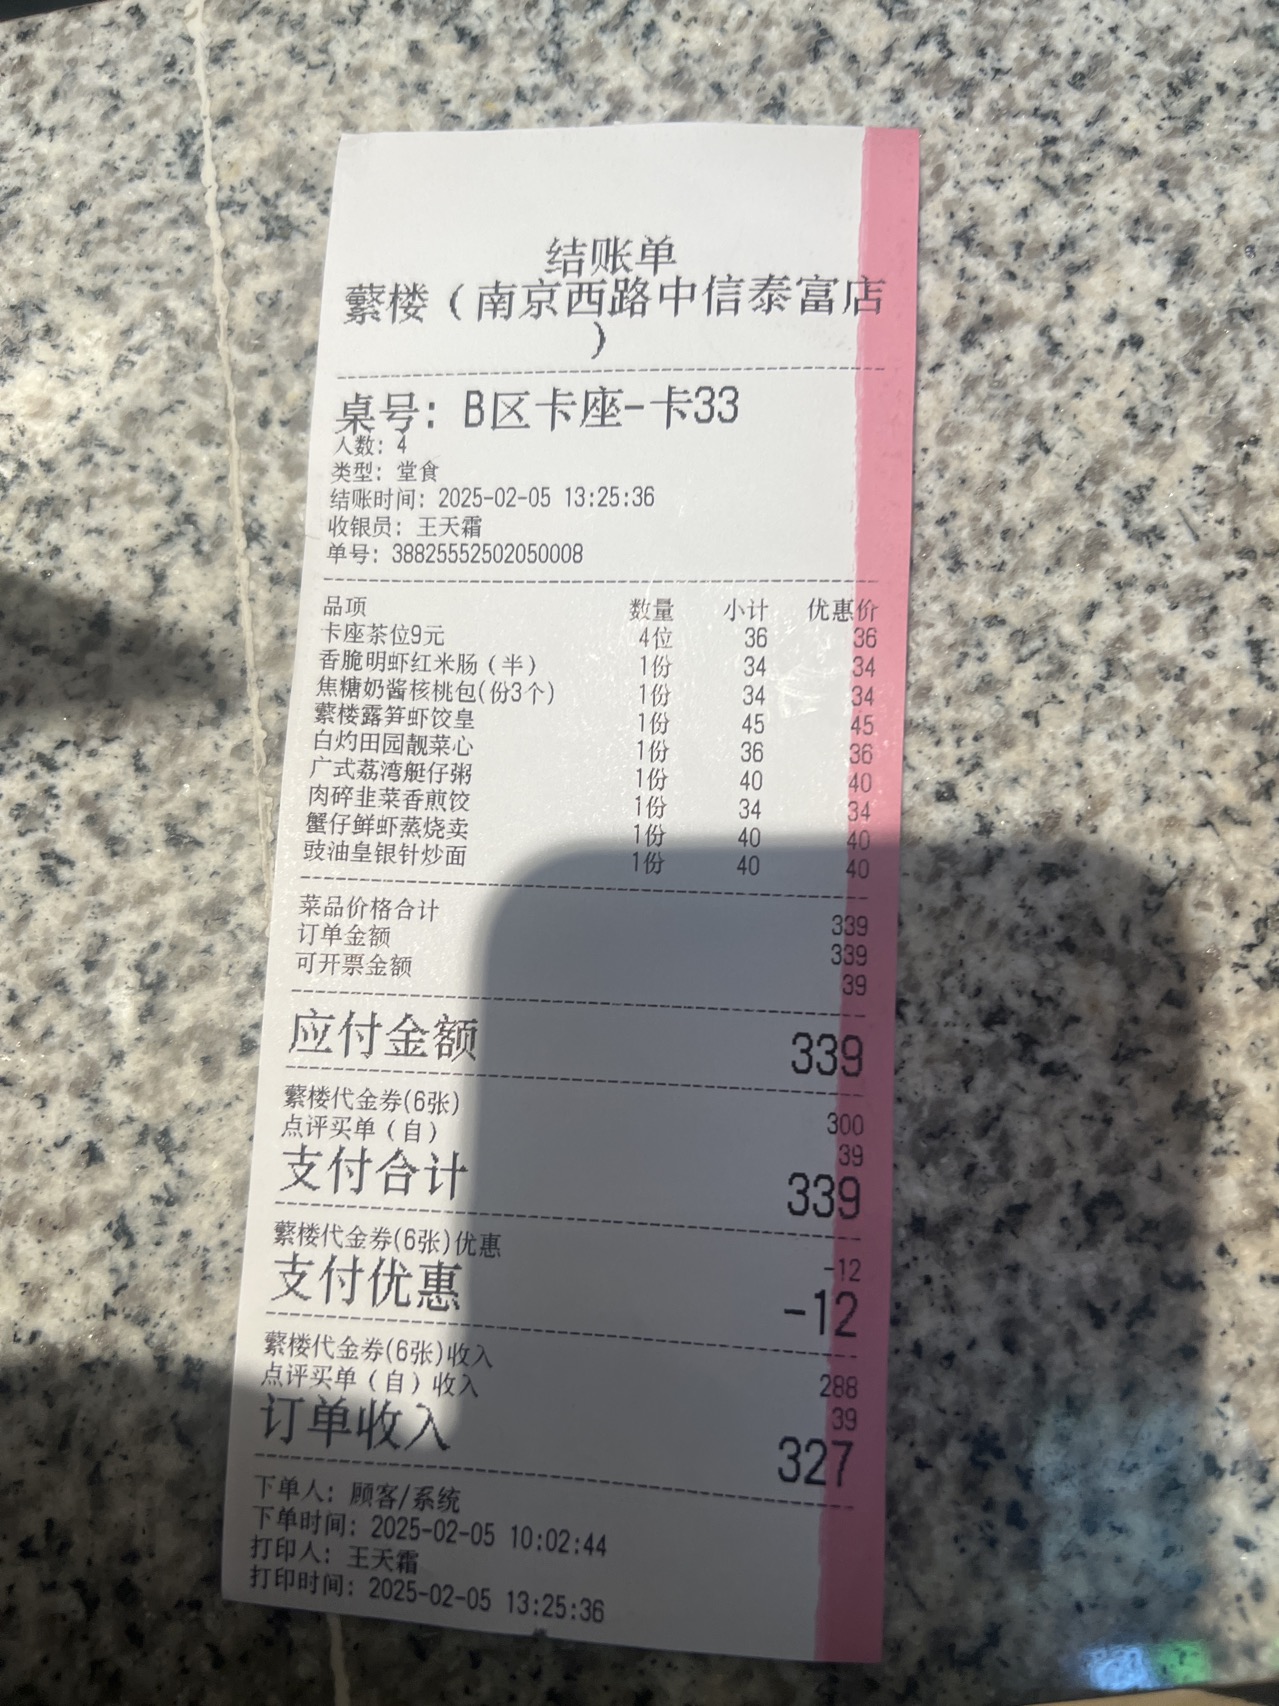 结账单
蘩楼（南京西路中信泰富店
）
桌号：B区卡座-卡33
人数：4
类型：堂食
结账时间：2025-02-05 13:25:36
收银员：王天霜
单号：38825552502050008
品项 数量 小计 优惠价
卡座茶位9元 4位 36 36
香脆明虾红米肠（半） 1份 34 34
焦糖奶酱核桃包(份3个) 1份 34 34
蘩楼露笋虾饺皇 1份 45 45
白灼田园靓菜心 1份 36 36
广式荔湾艇仔粥 1份 40 40
肉碎韭菜香煎饺 1份 34 34
蟹仔鲜虾蒸烧卖 1份 40 40
豉油皇银针炒面 1份 40 40
菜品价格合计 339
订单金额 339
可开票金额 39
应付金额 339
蘩楼代金券(6张) 300
点评买单（自） 39
支付合计 339
蘩楼代金券(6张)优惠 -12
支付优惠 -12
蘩楼代金券(6张)收入 288
点评买单（自）收入 39
订单收入 327
下单人：顾客/系统
下单时间：2025-02-05 10:02:44
打印人：王天霜
打印时间：2025-02-05 13:25:36